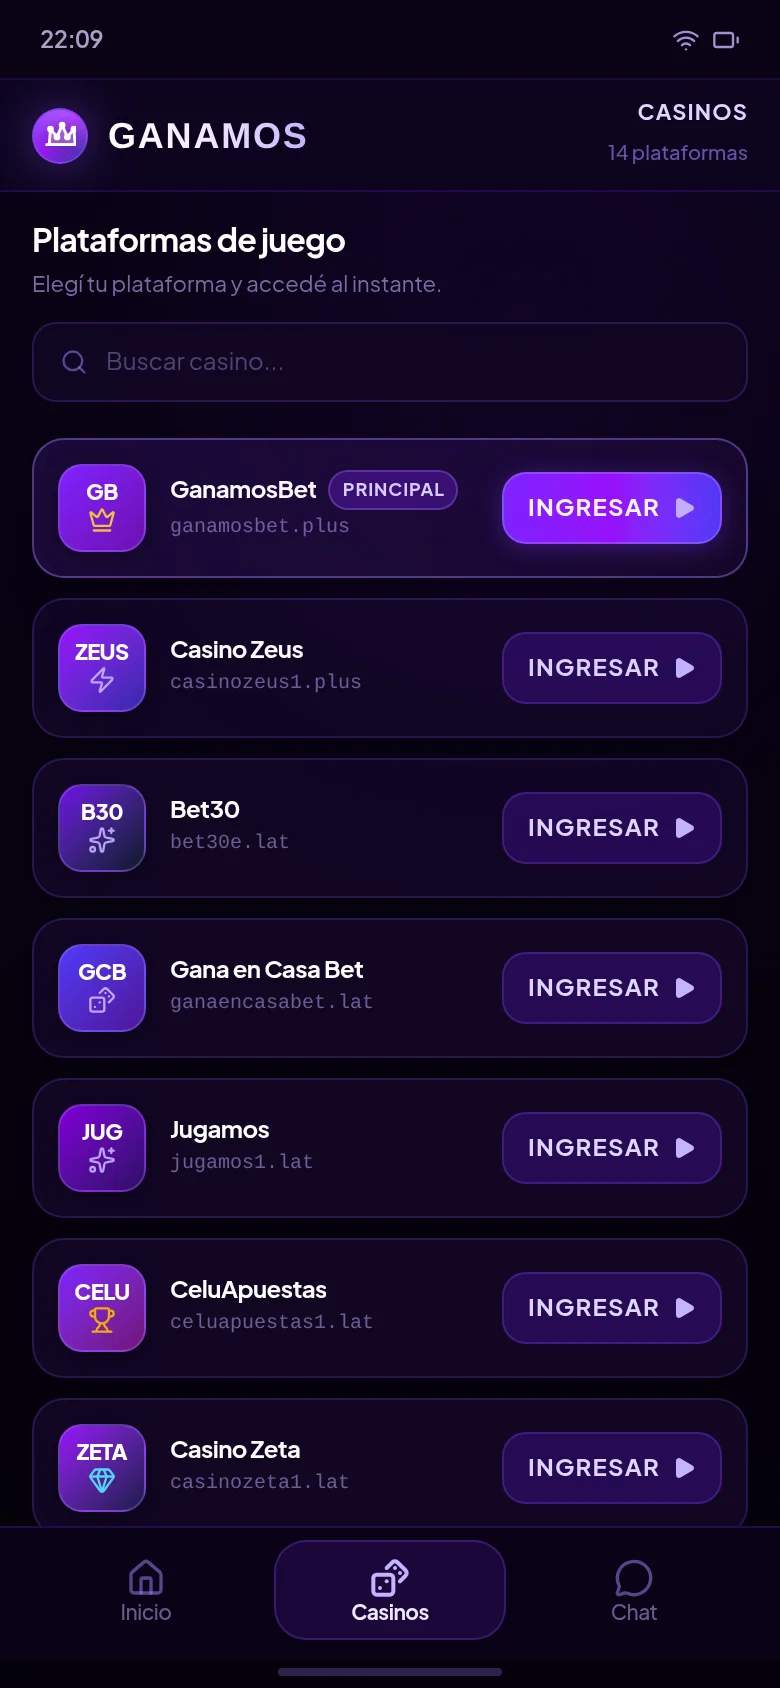 22:09
GANAMOS
CASINOS
14 plataformas
Plataformas de juego
Elegí tu plataforma y accedé al instante.
Buscar casino...
GB
GanamosBet PRINCIPAL
ganamosbet.plus
INGRESAR
ZEUS
Casino Zeus
casinozeus1.plus
INGRESAR
B30
Bet30
bet30e.lat
INGRESAR
GCB
Gana en Casa Bet
ganaencasabet.lat
INGRESAR
JUG
Jugamos
jugamos1.lat
INGRESAR
CELU
CeluApuestas
celuapuestas1.lat
INGRESAR
ZETA
Casino Zeta
casinozeta1.lat
INGRESAR
Inicio
Casinos
Chat